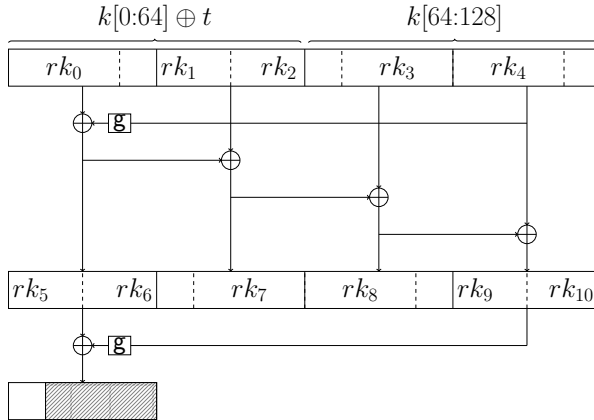 k[0:64] ⊕ t k[64:128]
rk₀ rk₁ rk₂ rk₃ rk₄
g
rk₅ rk₆ rk₇ rk₈ rk₉ rk₁₀
g